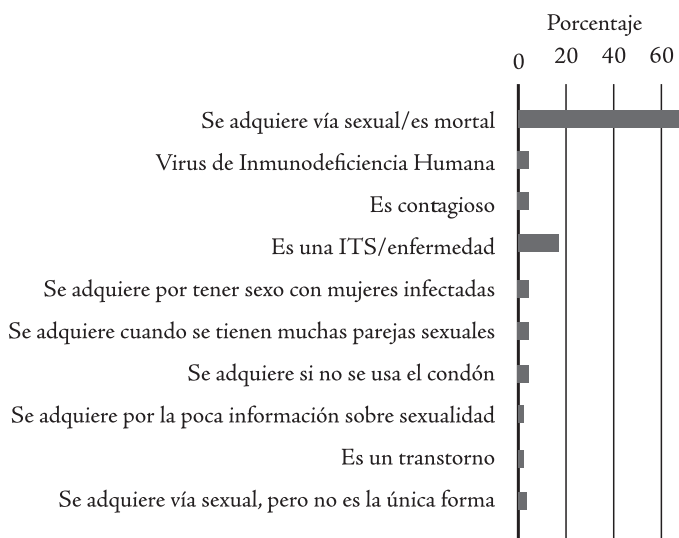 Porcentaje
0 20 40 60
Se adquiere vía sexual/es mortal
Virus de Inmunodeficiencia Humana
Es contagioso
Es una ITS/enfermedad
Se adquiere por tener sexo con mujeres infectadas
Se adquiere cuando se tienen muchas parejas sexuales
Se adquiere si no se usa el condón
Se adquiere por la poca información sobre sexualidad
Es un transtorno
Se adquiere vía sexual, pero no es la única forma